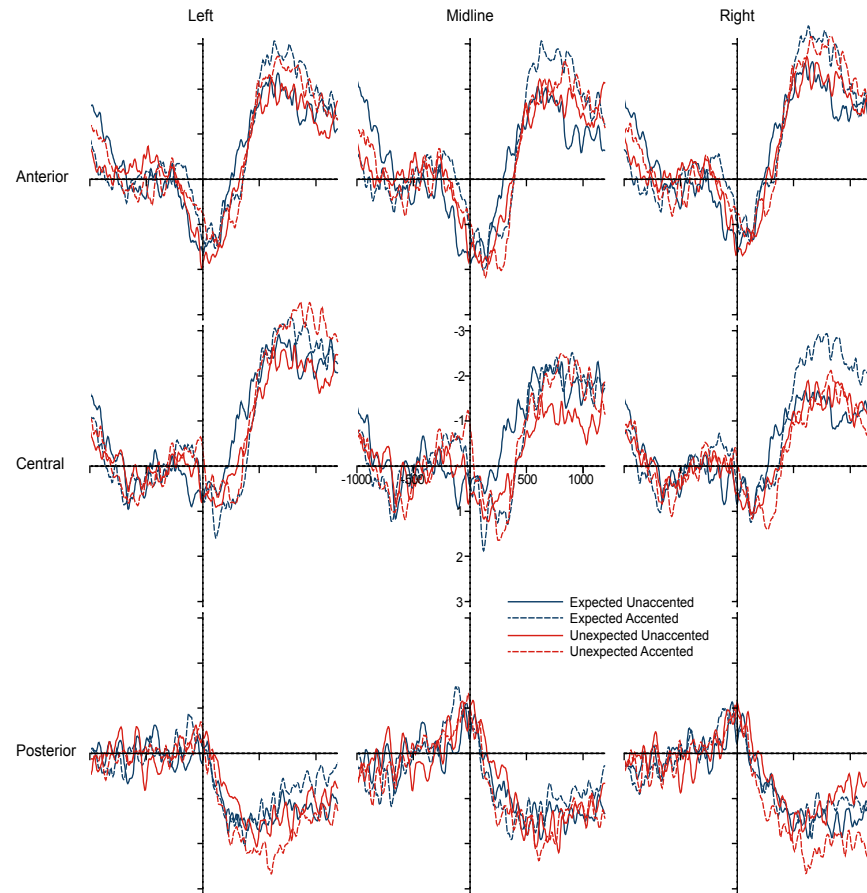 Left Midline Right
Anterior
-3
-2
-1
Central
-1000 -500 500 1000
1
2
3
Expected Unaccented
Expected Accented
Unexpected Unaccented
Unexpected Accented
Posterior